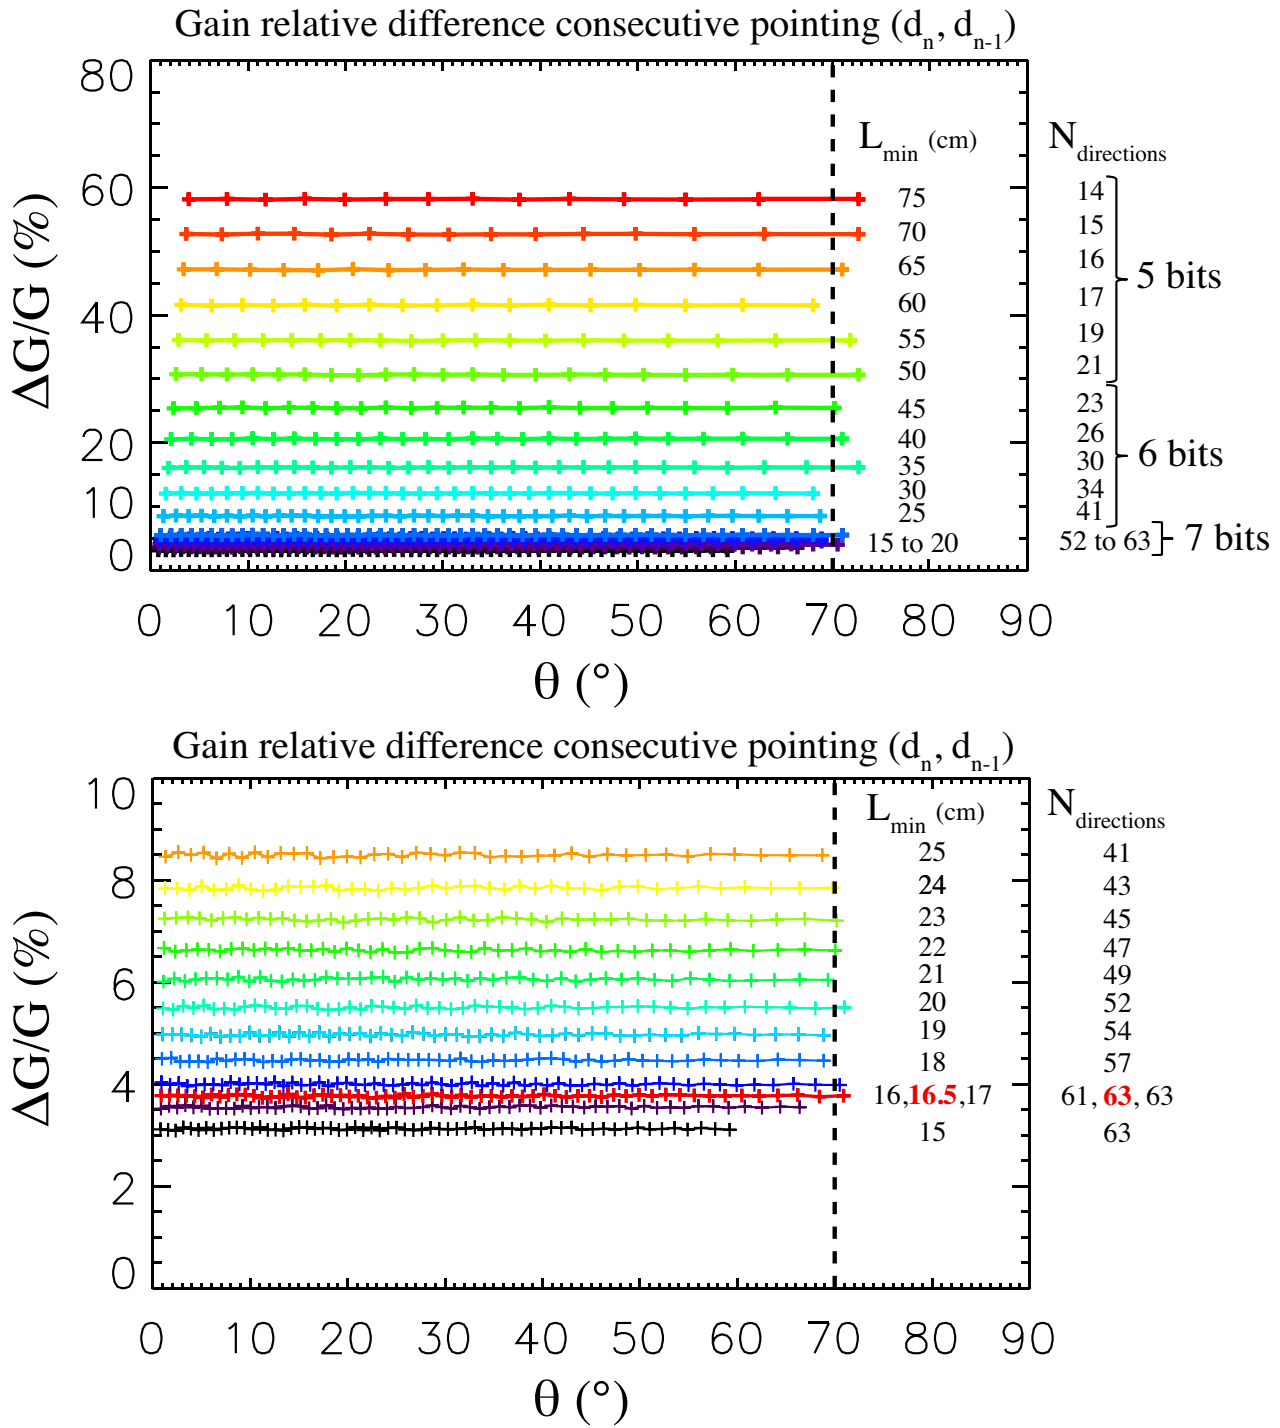 Gain relative difference consecutive pointing (dn, dn-1)
80
60
40
20
10
0
ΔG/G (%)
0 10 20 30 40 50 60 70 80 90
θ (°)
Lmin (cm) Ndirections
75 14
70 15
65 16
60 17
55 19
50 21
5 bits
45 23
40 26
35 30
30 34
25 41
6 bits
15 to 20 52 to 63 7 bits
Gain relative difference consecutive pointing (dn, dn-1)
10
8
6
4
2
0
ΔG/G (%)
0 10 20 30 40 50 60 70 80 90
θ (°)
Lmin (cm) Ndirections
25 41
24 43
23 45
22 47
21 49
20 52
19 54
18 57
16,16.5,17 61, 63, 63
15 63